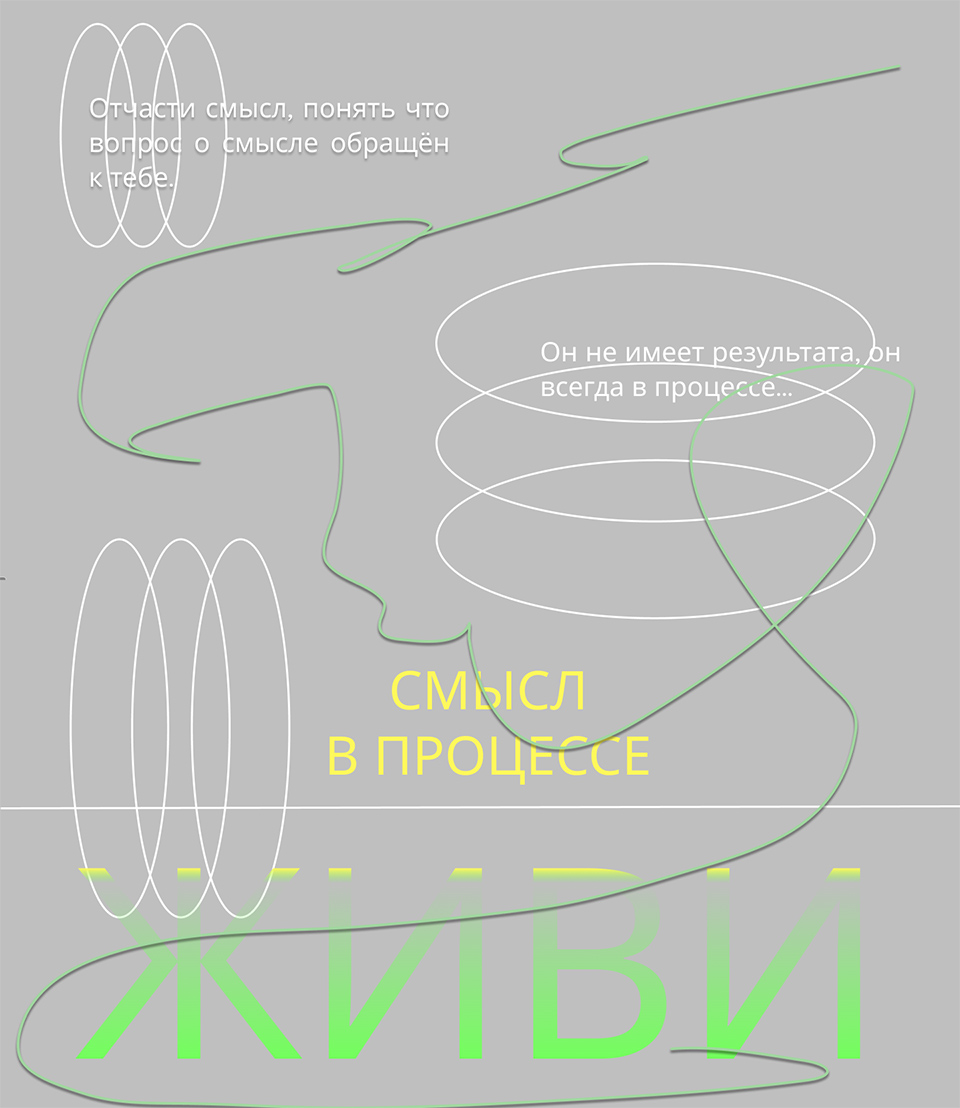 Отчасти смысл, понять что
вопрос о смысле обращён
к тебе.
Он не имеет результата, он
всегда в процессе...
СМЫСЛ
В ПРОЦЕССЕ
ЖИВИ